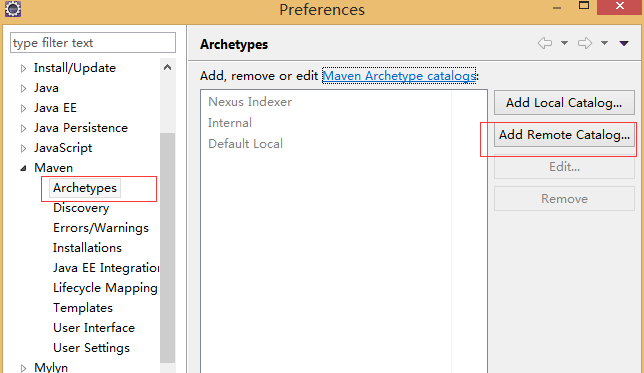 Preferences
type filter text
Install/Update
Java
Java EE
Java Persistence
JavaScript
Maven
Archetypes
Discovery
Errors/Warnings
Installations
Java EE Integration
Lifecycle Mapping
Templates
User Interface
User Settings
Mylyn
Archetypes
Add, remove or edit Maven Archetype catalogs:
Nexus Indexer
Internal
Default Local
Add Local Catalog...
Add Remote Catalog...
Edit...
Remove